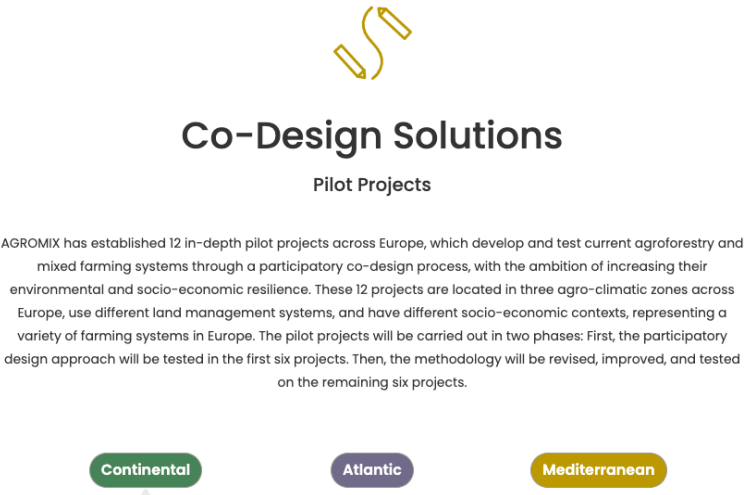 Co-Design Solutions
Pilot Projects
AGROMIX has established 12 in-depth pilot projects across Europe, which develop and test current agroforestry and
mixed farming systems through a participatory co-design process, with the ambition of increasing their
environmental and socio-economic resilience. These 12 projects are located in three agro-climatic zones across
Europe, use different land management systems, and have different socio-economic contexts, representing a
variety of farming systems in Europe. The pilot projects will be carried out in two phases: First, the participatory
design approach will be tested in the first six projects. Then, the methodology will be revised, improved, and tested
on the remaining six projects.
Continental
Atlantic
Mediterranean